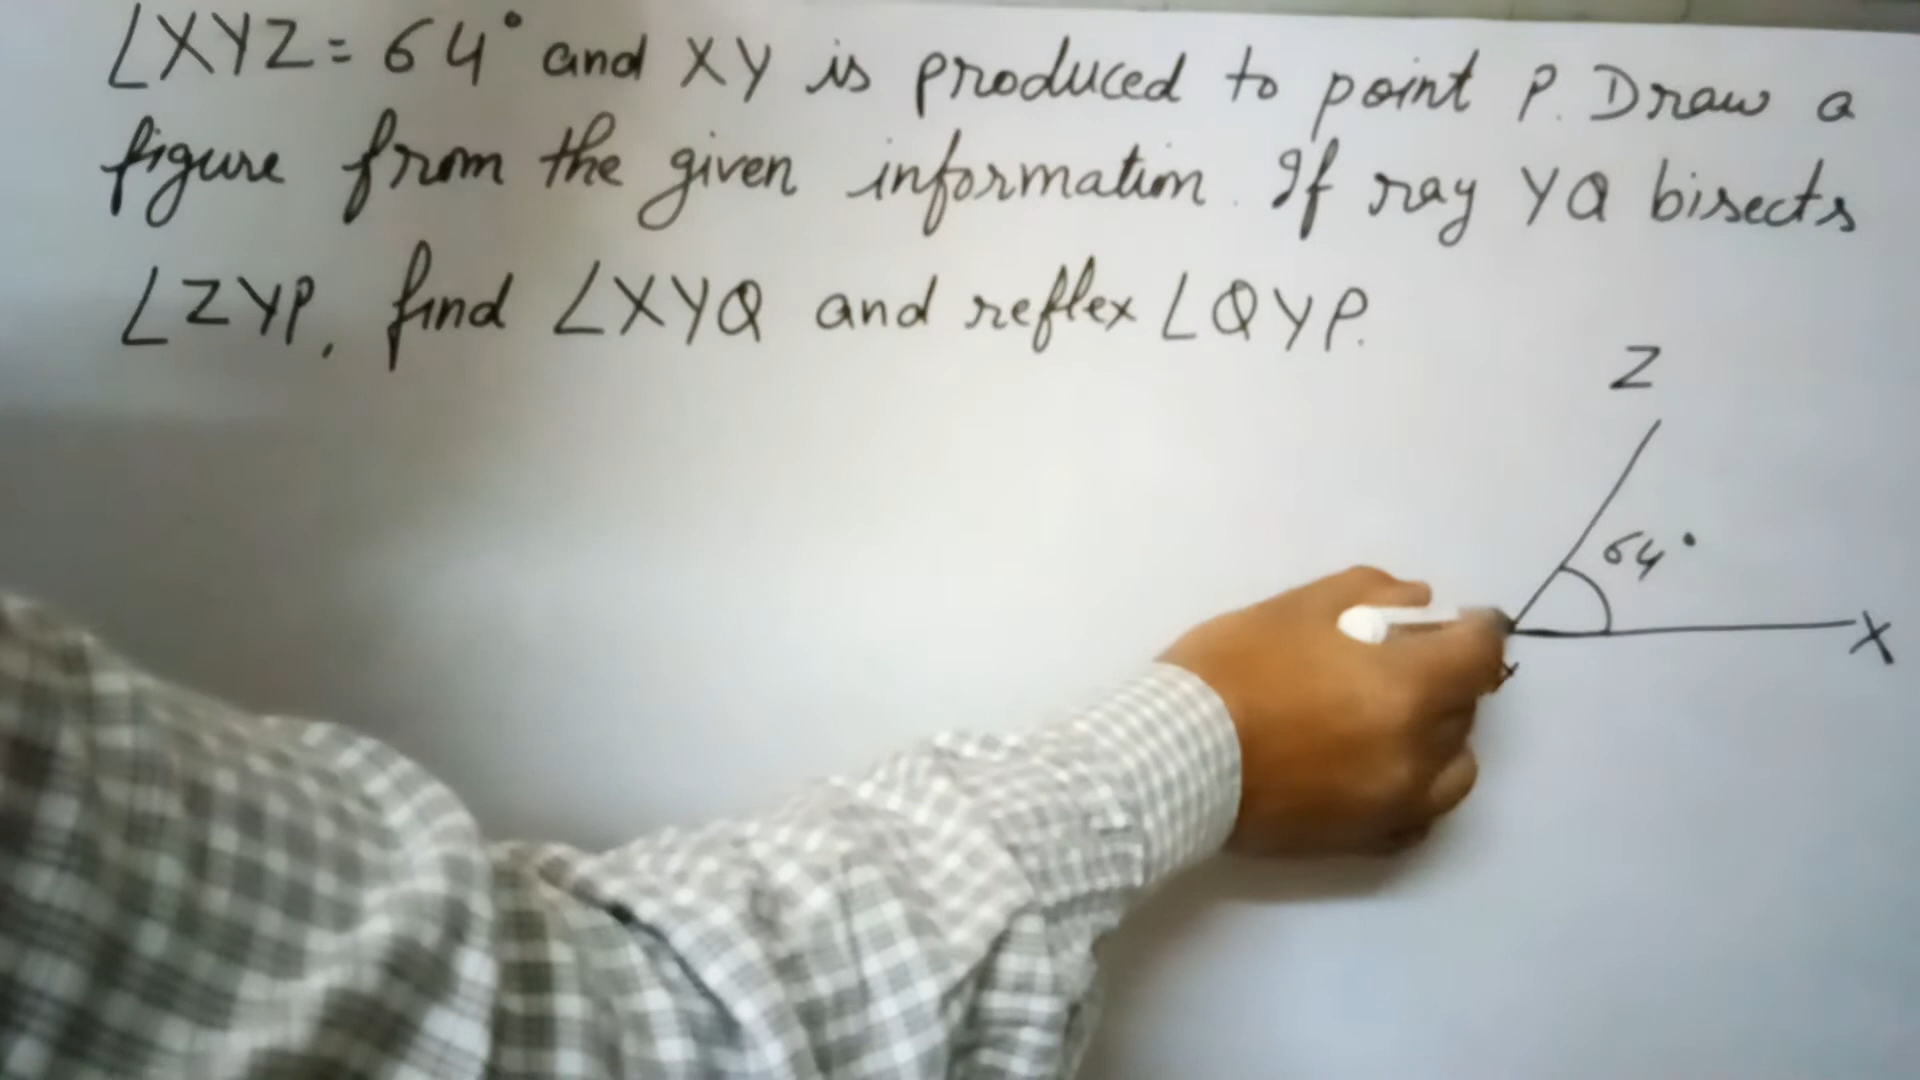 ∠XYZ = 64° and XY is produced to point P. Draw a
figure from the given information. If ray YQ bisects
∠ZYP, find ∠XYQ and reflex ∠QYP.
Z
64°
X